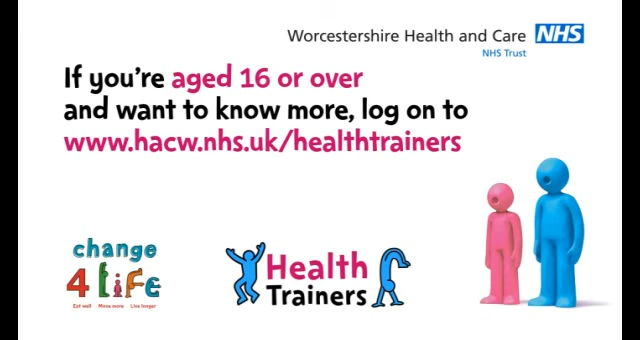 Worcestershire Health and Care NHS
NHS Trust
If you're aged 16 or over
and want to know more, log on to
www.hacw.nhs.uk/healthtrainers
change
4 LiFe
Eat well Move more Live longer
Health
Trainers